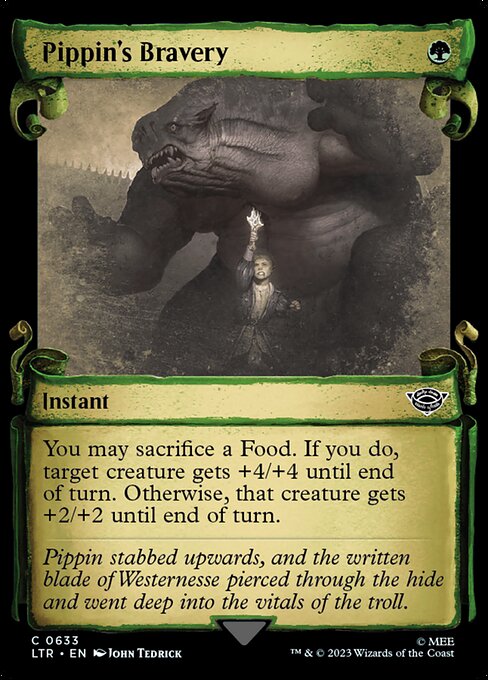 Pippin's Bravery
Instant
You may sacrifice a Food. If you do,
target creature gets +4/+4 until end
of turn. Otherwise, that creature gets
+2/+2 until end of turn.
Pippin stabbed upwards, and the written
blade of Westernesse pierced through the hide
and went deep into the vitals of the troll.
C 0633
LTR • EN JOHN TEDRICK
© MEE
™ & © 2023 Wizards of the Coast